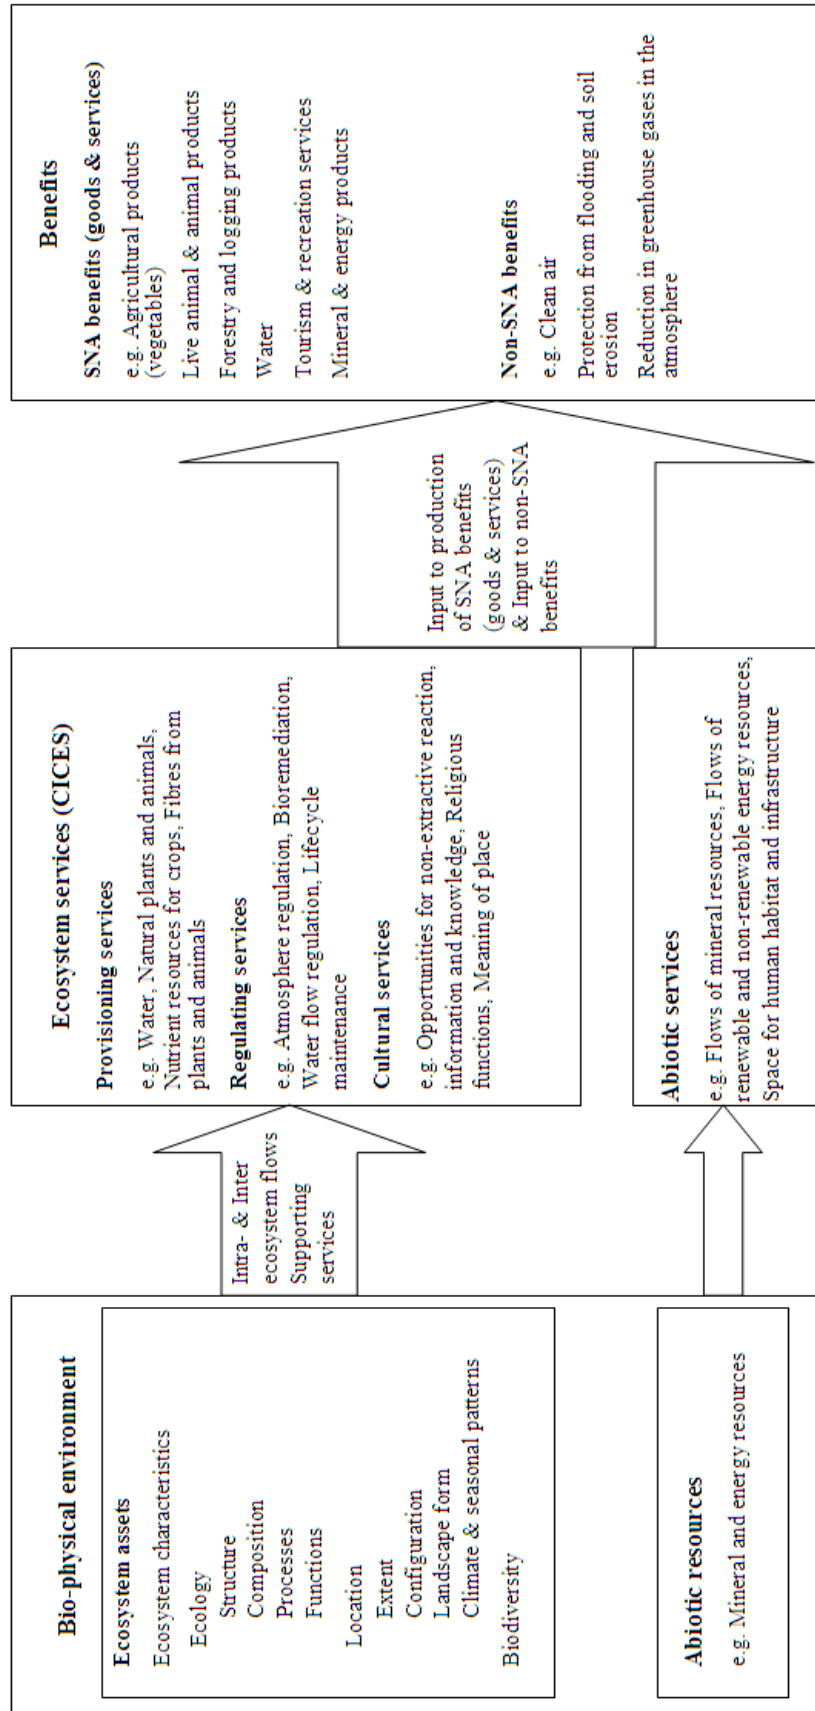 Bio-physical environment
Ecosystem assets
Ecosystem characteristics
Ecology
Structure
Composition
Processes
Functions
Location
Extent
Configuration
Landscape form
Climate & seasonal patterns
Biodiversity
Abiotic resources
e.g. Mineral and energy resources
Intra- & Inter
ecosystem flows
Supporting
services
Ecosystem services (CICES)
Provisioning services
e.g. Water, Natural plants and animals,
Nutrient resources for crops, Fibres from
plants and animals
Regulating services
e.g. Atmosphere regulation, Bioremediation,
Water flow regulation, Lifecycle
maintenance
Cultural services
e.g. Opportunities for non-extractive reaction,
information and knowledge, Religious
functions, Meaning of place
Abiotic services
e.g. Flows of mineral resources, Flows of
renewable and non-renewable energy resources,
Space for human habitat and infrastructure
Input to production
of SNA benefits
(goods & services)
& Input to non-SNA
benefits
Benefits
SNA benefits (goods & services)
e.g. Agricultural products
(vegetables)
Live animal & animal products
Forestry and logging products
Water
Tourism & recreation services
Mineral & energy products
Non-SNA benefits
e.g. Clean air
Protection from flooding and soil
erosion
Reduction in greenhouse gases in the
atmosphere